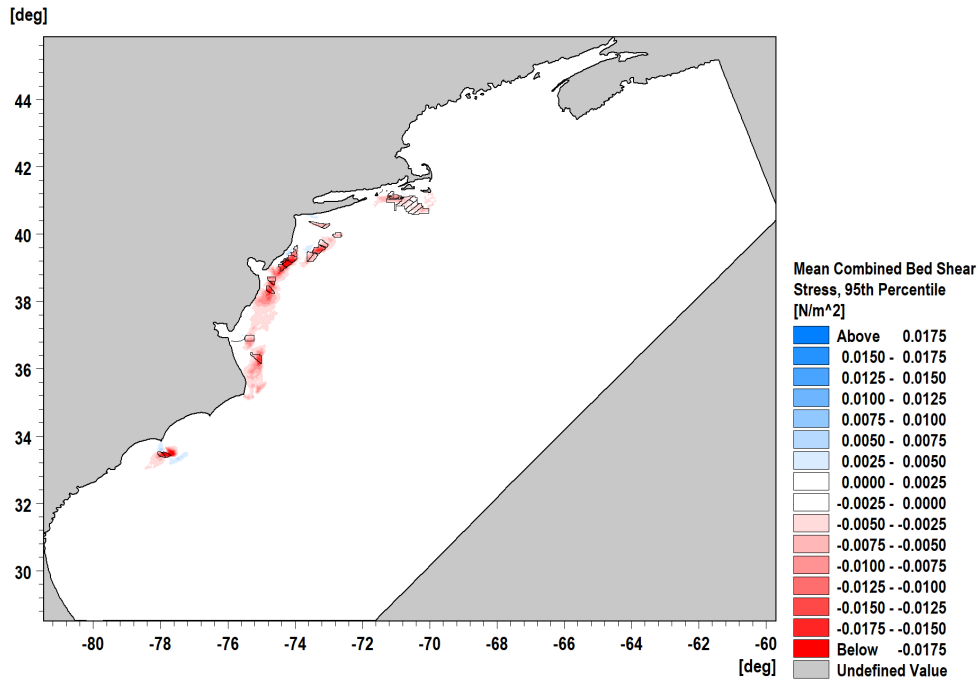 [deg]
44
42
40
38
36
34
32
30
-80 -78 -76 -74 -72 -70 -68 -66 -64 -62 -60
[deg]
Mean Combined Bed Shear
Stress, 95th Percentile
[N/m^2]
Above 0.0175
0.0150 - 0.0175
0.0125 - 0.0150
0.0100 - 0.0125
0.0075 - 0.0100
0.0050 - 0.0075
0.0025 - 0.0050
0.0000 - 0.0025
-0.0025 - 0.0000
-0.0050 - -0.0025
-0.0075 - -0.0050
-0.0100 - -0.0075
-0.0125 - -0.0100
-0.0150 - -0.0125
-0.0175 - -0.0150
Below -0.0175
Undefined Value